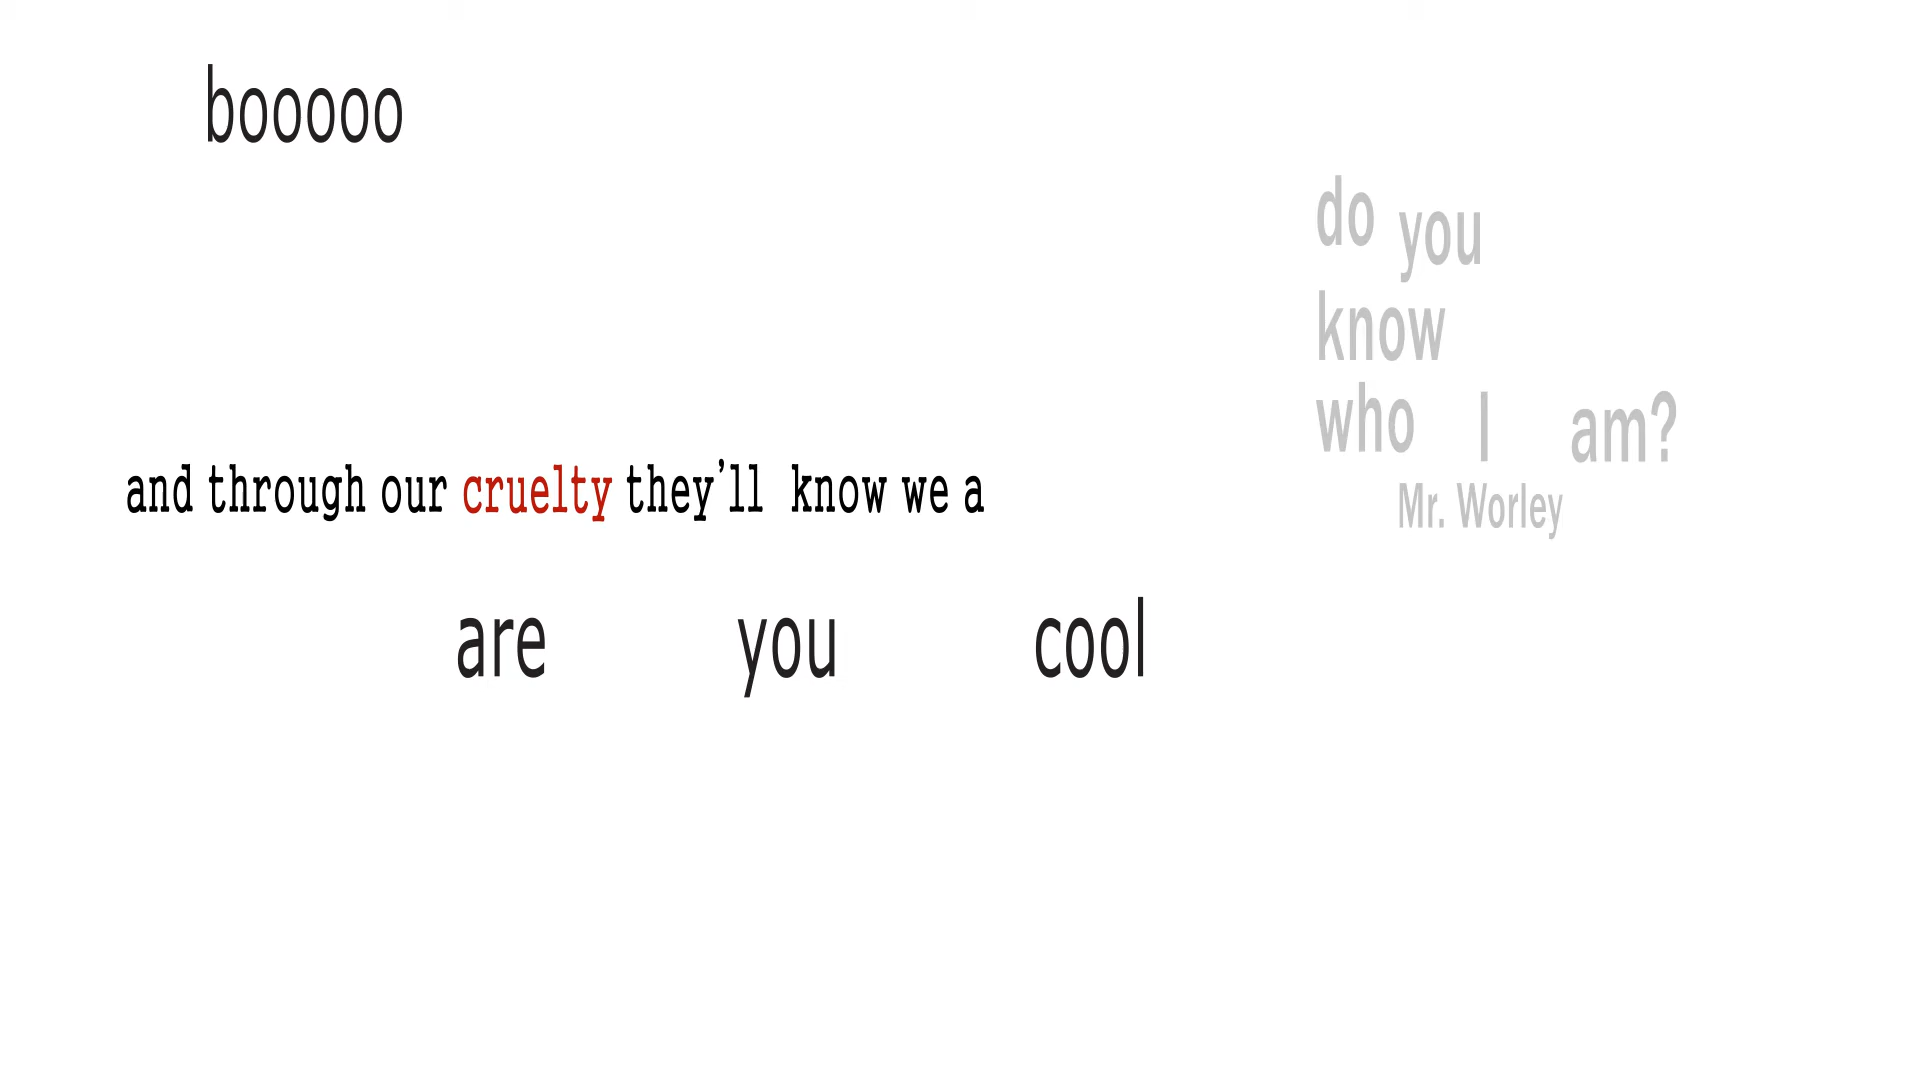 booooo
do you
know
who I am?
Mr. Worley
and through our cruelty they'll know we a
are you cool